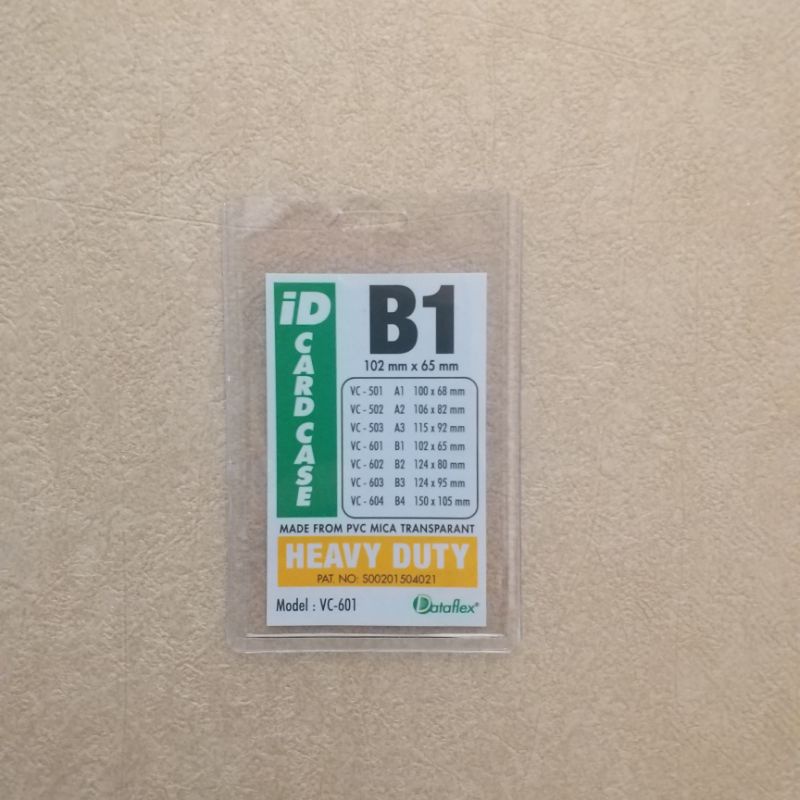 iD
CARD CASE
B1
102 mm x 65 mm
VC - 501 A1 100 x 68 mm
VC - 502 A2 106 x 82 mm
VC - 503 A3 115 x 92 mm
VC - 601 B1 102 x 65 mm
VC - 602 B2 124 x 80 mm
VC - 603 B3 124 x 95 mm
VC - 604 B4 150 x 105 mm
MADE FROM PVC MICA TRANSPARANT
HEAVY DUTY
PAT. NO: S00201504021
Model : VC-601
Dataflex®